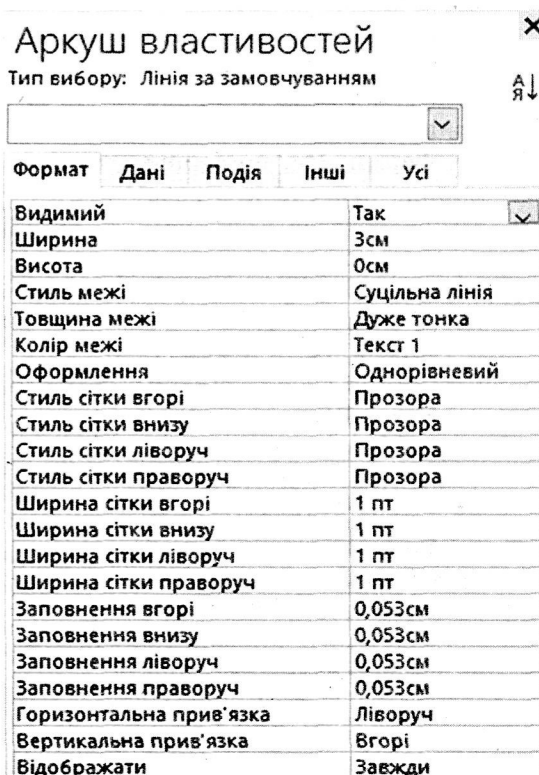 Аркуш властивостей
Тип вибору: Лінія за замовчуванням
Формат Дані Подія Інші Усі
Видимий Так
Ширина 3см
Висота 0см
Стиль межі Суцільна лінія
Товщина межі Дуже тонка
Колір межі Текст 1
Оформлення Однорівневий
Стиль сітки вгорі Прозора
Стиль сітки внизу Прозора
Стиль сітки ліворуч Прозора
Стиль сітки праворуч Прозора
Ширина сітки вгорі 1 пт
Ширина сітки внизу 1 пт
Ширина сітки ліворуч 1 пт
Ширина сітки праворуч 1 пт
Заповнення вгорі 0,053см
Заповнення внизу 0,053см
Заповнення ліворуч 0,053см
Заповнення праворуч 0,053см
Горизонтальна прив'язка Ліворуч
Вертикальна прив'язка Вгорі
Відображати Завжди